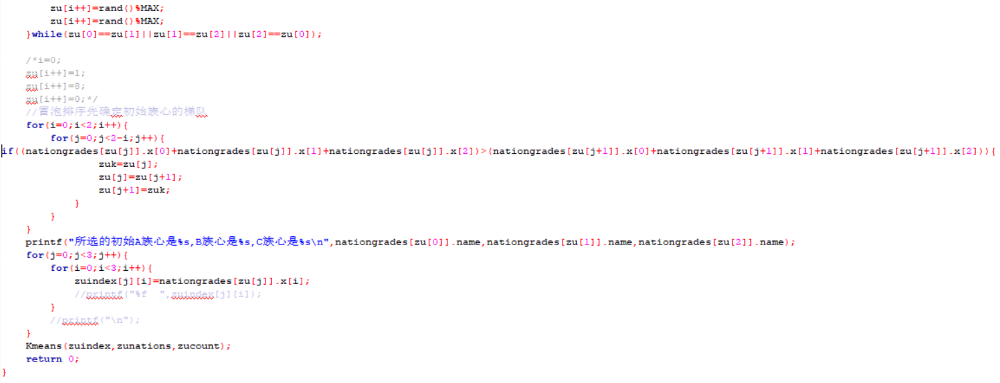 zu[i++]=rand()%MAX;
zu[i++]=rand()%MAX;
}while(zu[0]==zu[1]||zu[1]==zu[2]||zu[2]==zu[0]);
/*i=0;
zu[i++]=1;
zu[i++]=8;
zu[i++]=0;*/
//冒泡排序先确定初始族心的梯队
for(i=0;i<2;i++){
for(j=0;j<2-i;j++){
if((nationgrades[zu[j]].x[0]+nationgrades[zu[j]].x[1]+nationgrades[zu[j]].x[2])>(nationgrades[zu[j+1]].x[0]+nationgrades[zu[j+1]].x[1]+nationgrades[zu[j+1]].x[2])){
zuk=zu[j];
zu[j]=zu[j+1];
zu[j+1]=zuk;
}
}
}
printf("所选的初始A族心是%s,B族心是%s,C族心是%s\n",nationgrades[zu[0]].name,nationgrades[zu[1]].name,nationgrades[zu[2]].name);
for(j=0;j<3;j++){
for(i=0;i<3;i++){
zuindex[j][i]=nationgrades[zu[j]].x[i];
//printf("%f  ",zuindex[j][i]);
}
//printf("\n");
}
Kmeans(zuindex,zunations,zucount);
return 0;
}